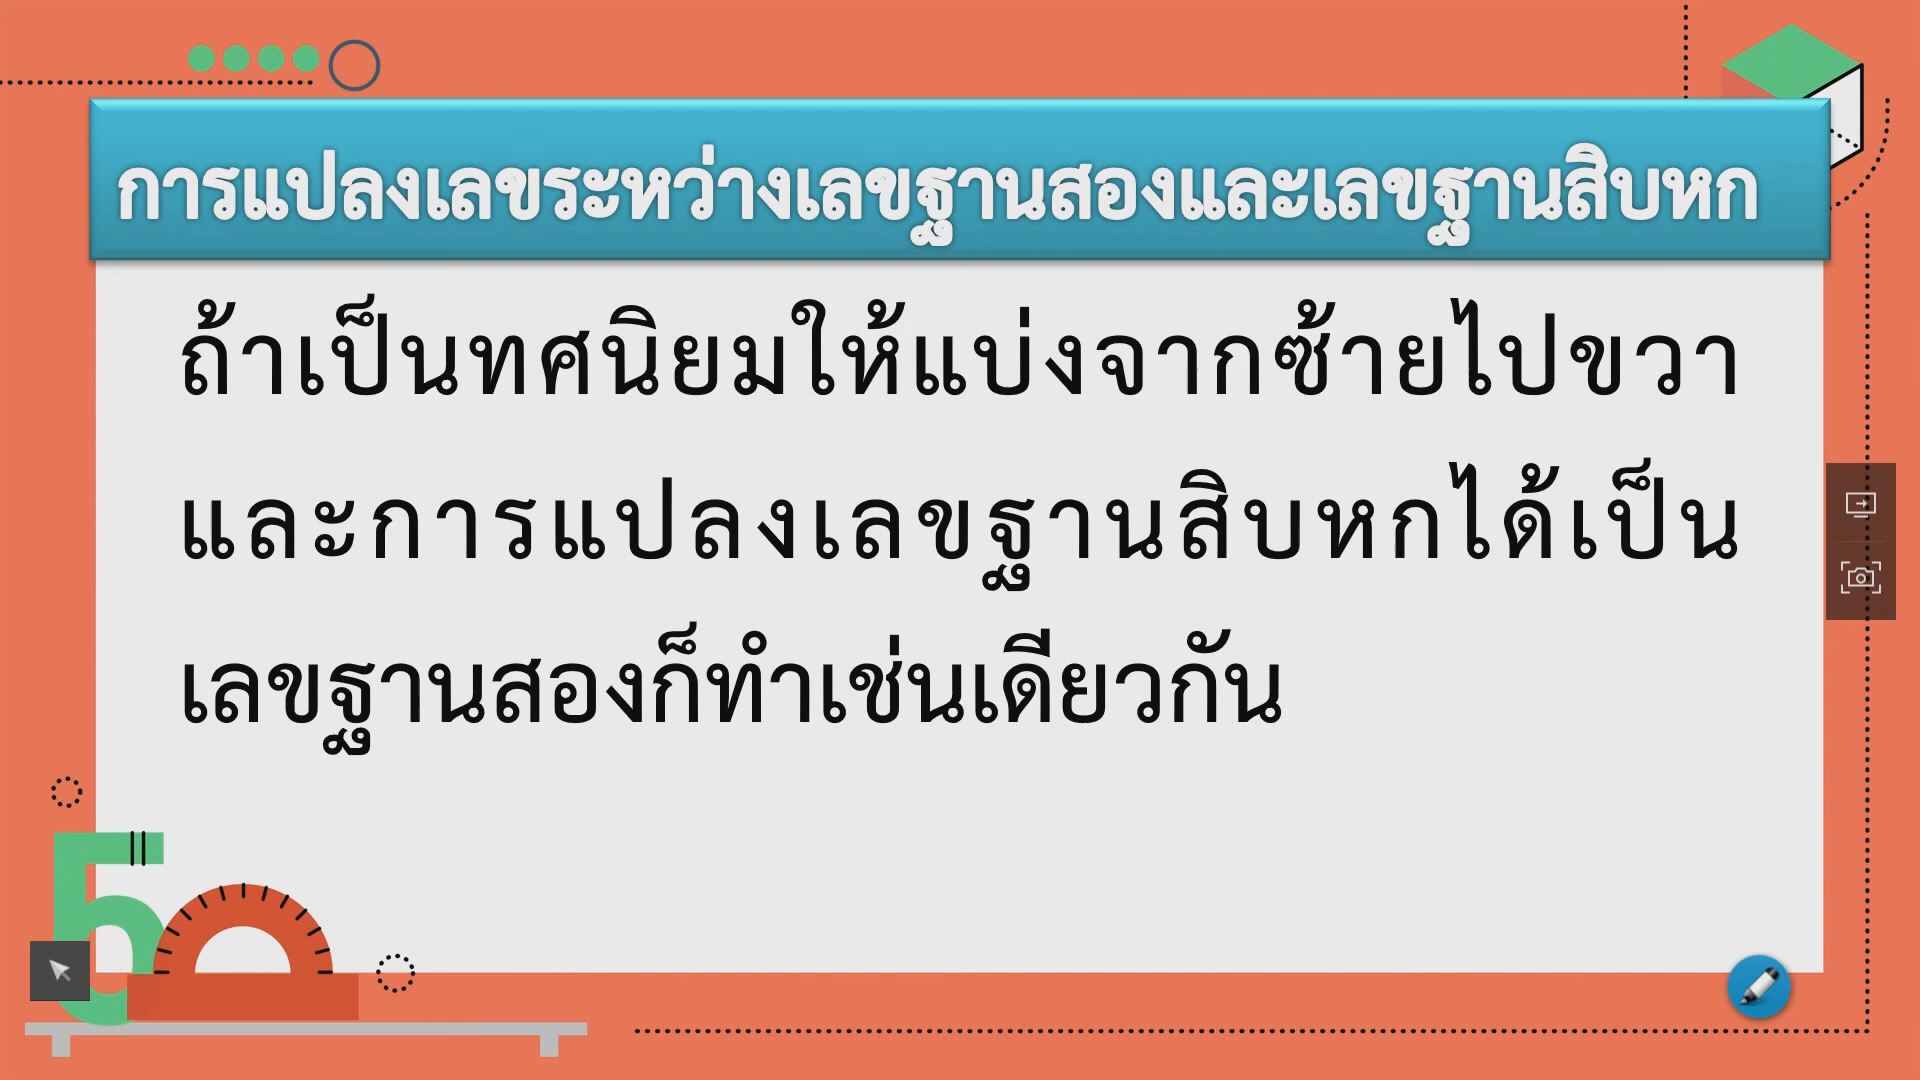 การแปลงเลขระหว่างเลขฐานสองและเลขฐานสิบหก
ถ้าเป็นทศนิยมให้แบ่งจากซ้ายไปขวา
และการแปลงเลขฐานสิบหกได้เป็น
เลขฐานสองก็ทำเช่นเดียวกัน
5